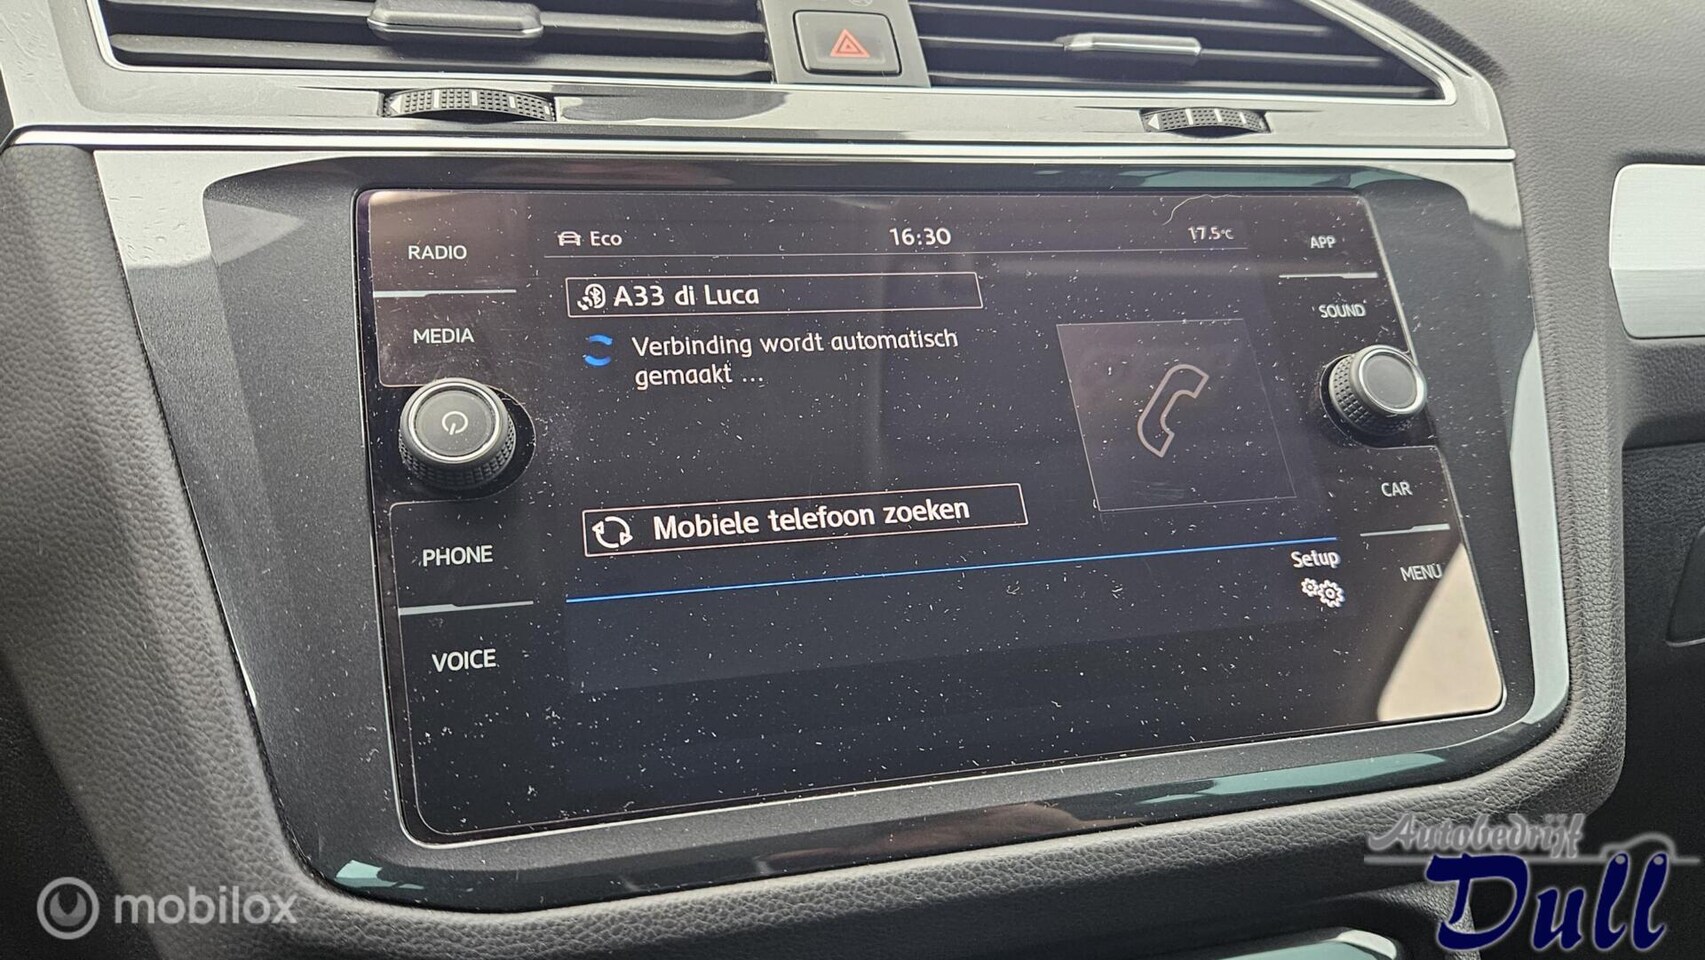 RADIO
MEDIA
PHONE
VOICE
Eco
16:30
17.5°C
A33 di Luca
Verbinding wordt automatisch
gemaakt ...
Mobiele telefoon zoeken
Setup
APP
SOUND
CAR
MENU
mobilox
Autobedrijf
Dull